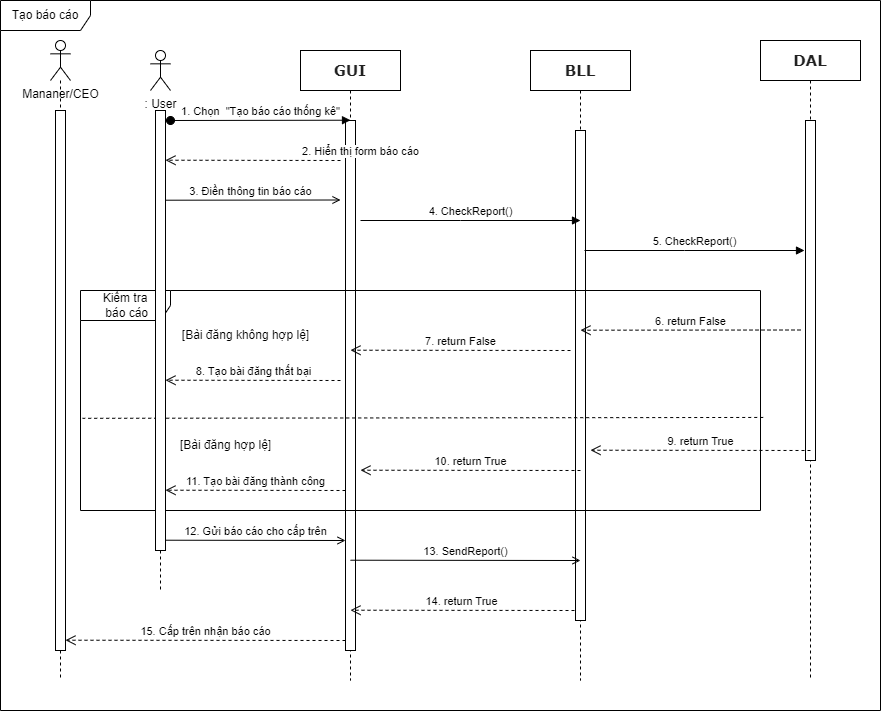 Tạo báo cáo
Mananer/CEO
: User
GUI
BLL
DAL
1. Chọn "Tạo báo cáo thống kê"
2. Hiển thị form báo cáo
3. Điền thông tin báo cáo
4. CheckReport()
5. CheckReport()
Kiểm tra
báo cáo
6. return False
[Bài đăng không hợp lệ]
7. return False
8. Tạo bài đăng thất bại
9. return True
[Bài đăng hợp lệ]
10. return True
11. Tạo bài đăng thành công
12. Gửi báo cáo cho cấp trên
13. SendReport()
14. return True
15. Cấp trên nhận báo cáo